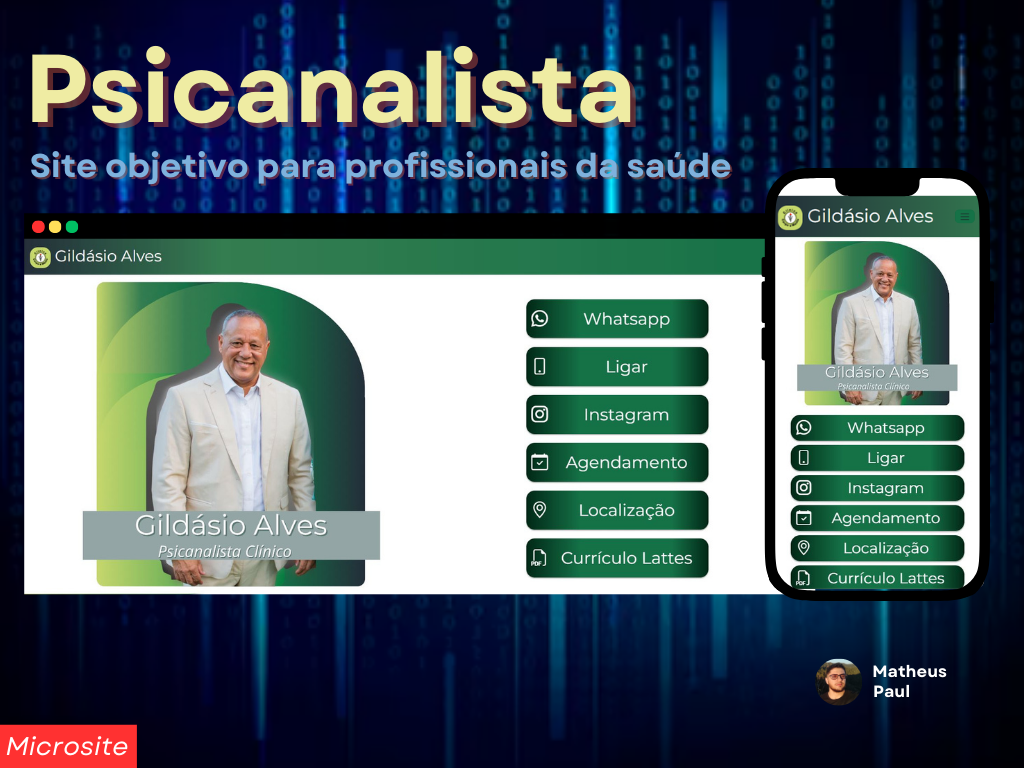 Psicanalista
Site objetivo para profissionais da saúde
Gildásio Alves
Gildásio Alves
Psicanalista Clínico
Whatsapp
Ligar
Instagram
Agendamento
Localização
PDF
Currículo Lattes
Gildásio Alves
Gildásio Alves
Psicanalista Clínico
Whatsapp
Ligar
Instagram
Agendamento
Localização
PDF
Currículo Lattes
Matheus
Paul
Microsite